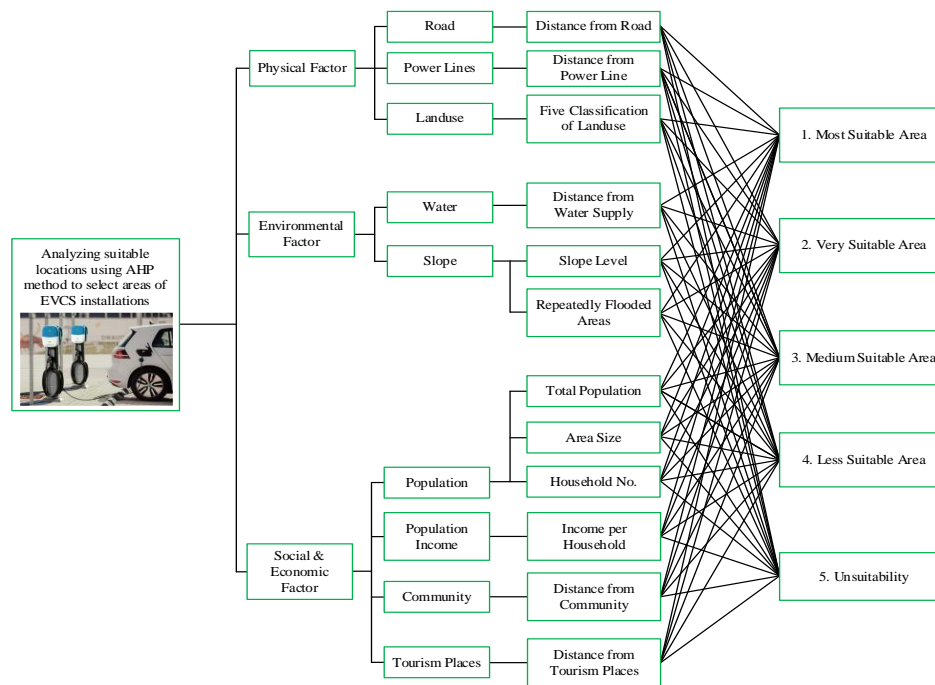 Analyzing suitable
locations using AHP
method to select areas of
EVCS installations
Physical Factor
Environmental
Factor
Social &
Economic
Factor
Road
Power Lines
Landuse
Water
Slope
Population
Population
Income
Community
Tourism Places
Distance from Road
Distance from
Power Line
Five Classification
of Landuse
Distance from
Water Supply
Slope Level
Repeatedly Flooded
Areas
Total Population
Area Size
Household No.
Income per
Household
Distance from
Community
Distance from
Tourism Places
1. Most Suitable Area
2. Very Suitable Area
3. Medium Suitable Area
4. Less Suitable Area
5. Unsuitability